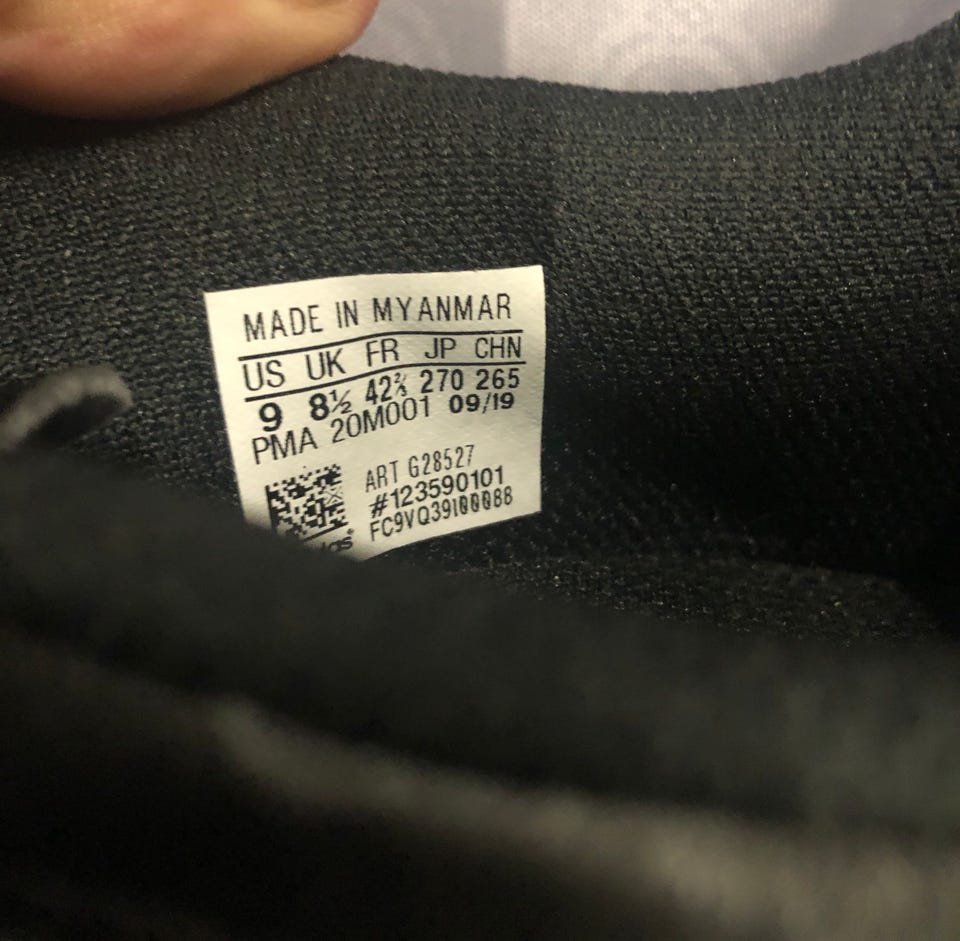 MADE IN MYANMAR
US UK FR JP CHN
9 8½ 42⅔ 270 265
PMA 20M001 09/19
ART G28527
#123590101
FC9VQ39I00088